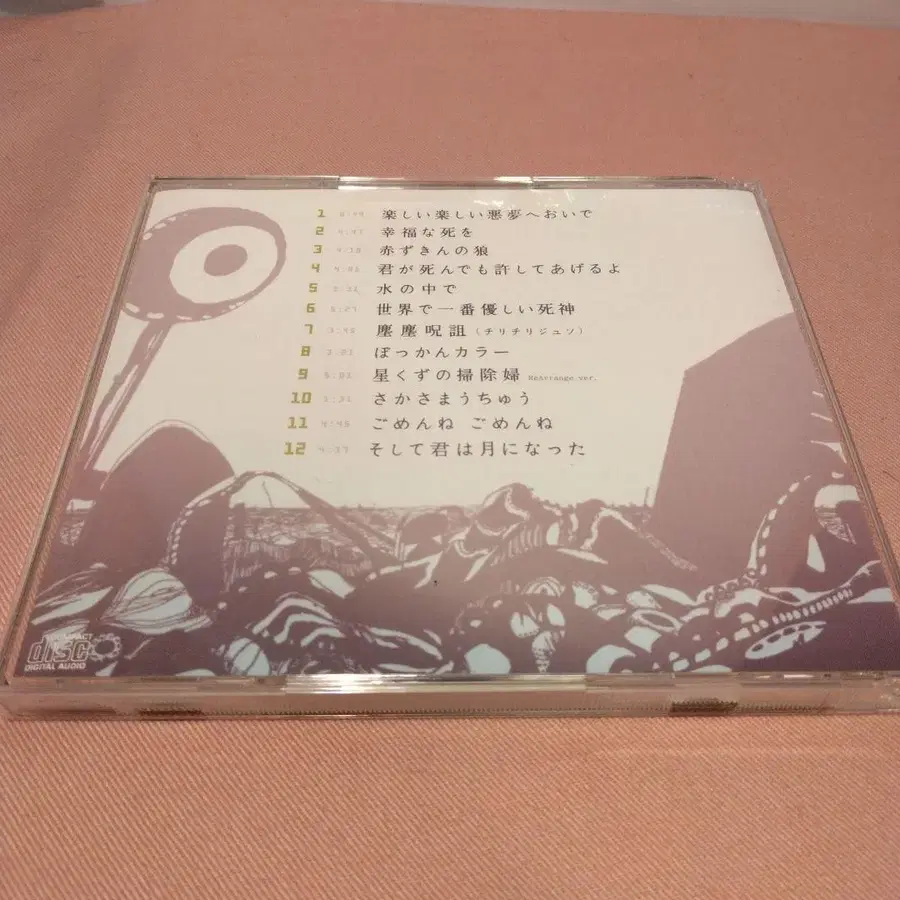 1 楽しい楽しい悪夢へおいで
2 幸福な死を
3 赤ずきんの狼
4 君が死んでも許してあげるよ
5 水の中で
6 世界で一番優しい死神
7 塵塵呪詛 (チリチリジュソ)
8 ぽっかんカラー
9 星くずの掃除婦 Rearrange ver.
10 さかさまうちゅう
11 4:45 ごめんね ごめんね
12 4:37 そして君は月になった
COMPACT
disc
DIGITAL AUDIO